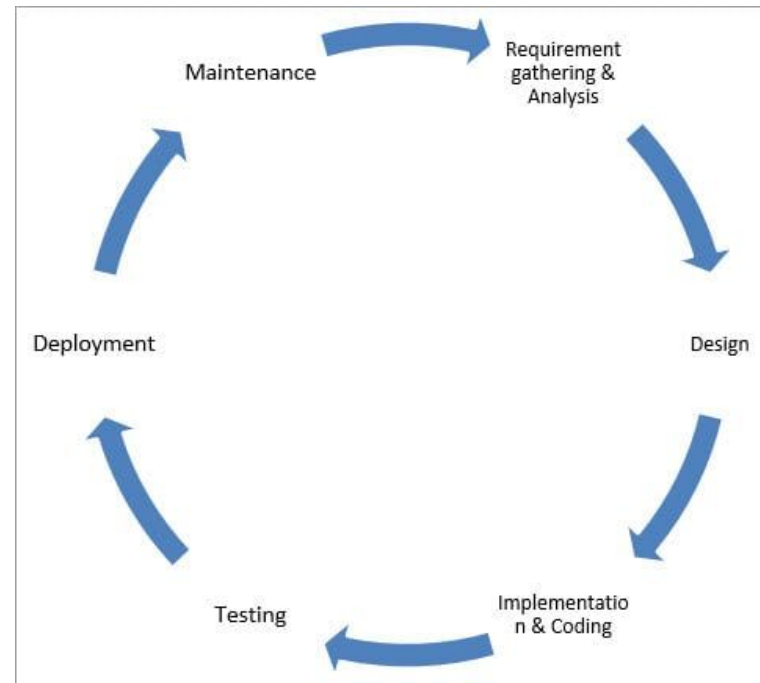 Maintenance
Requirement
gathering &
Analysis
Design
Implementatio
n & Coding
Testing
Deployment